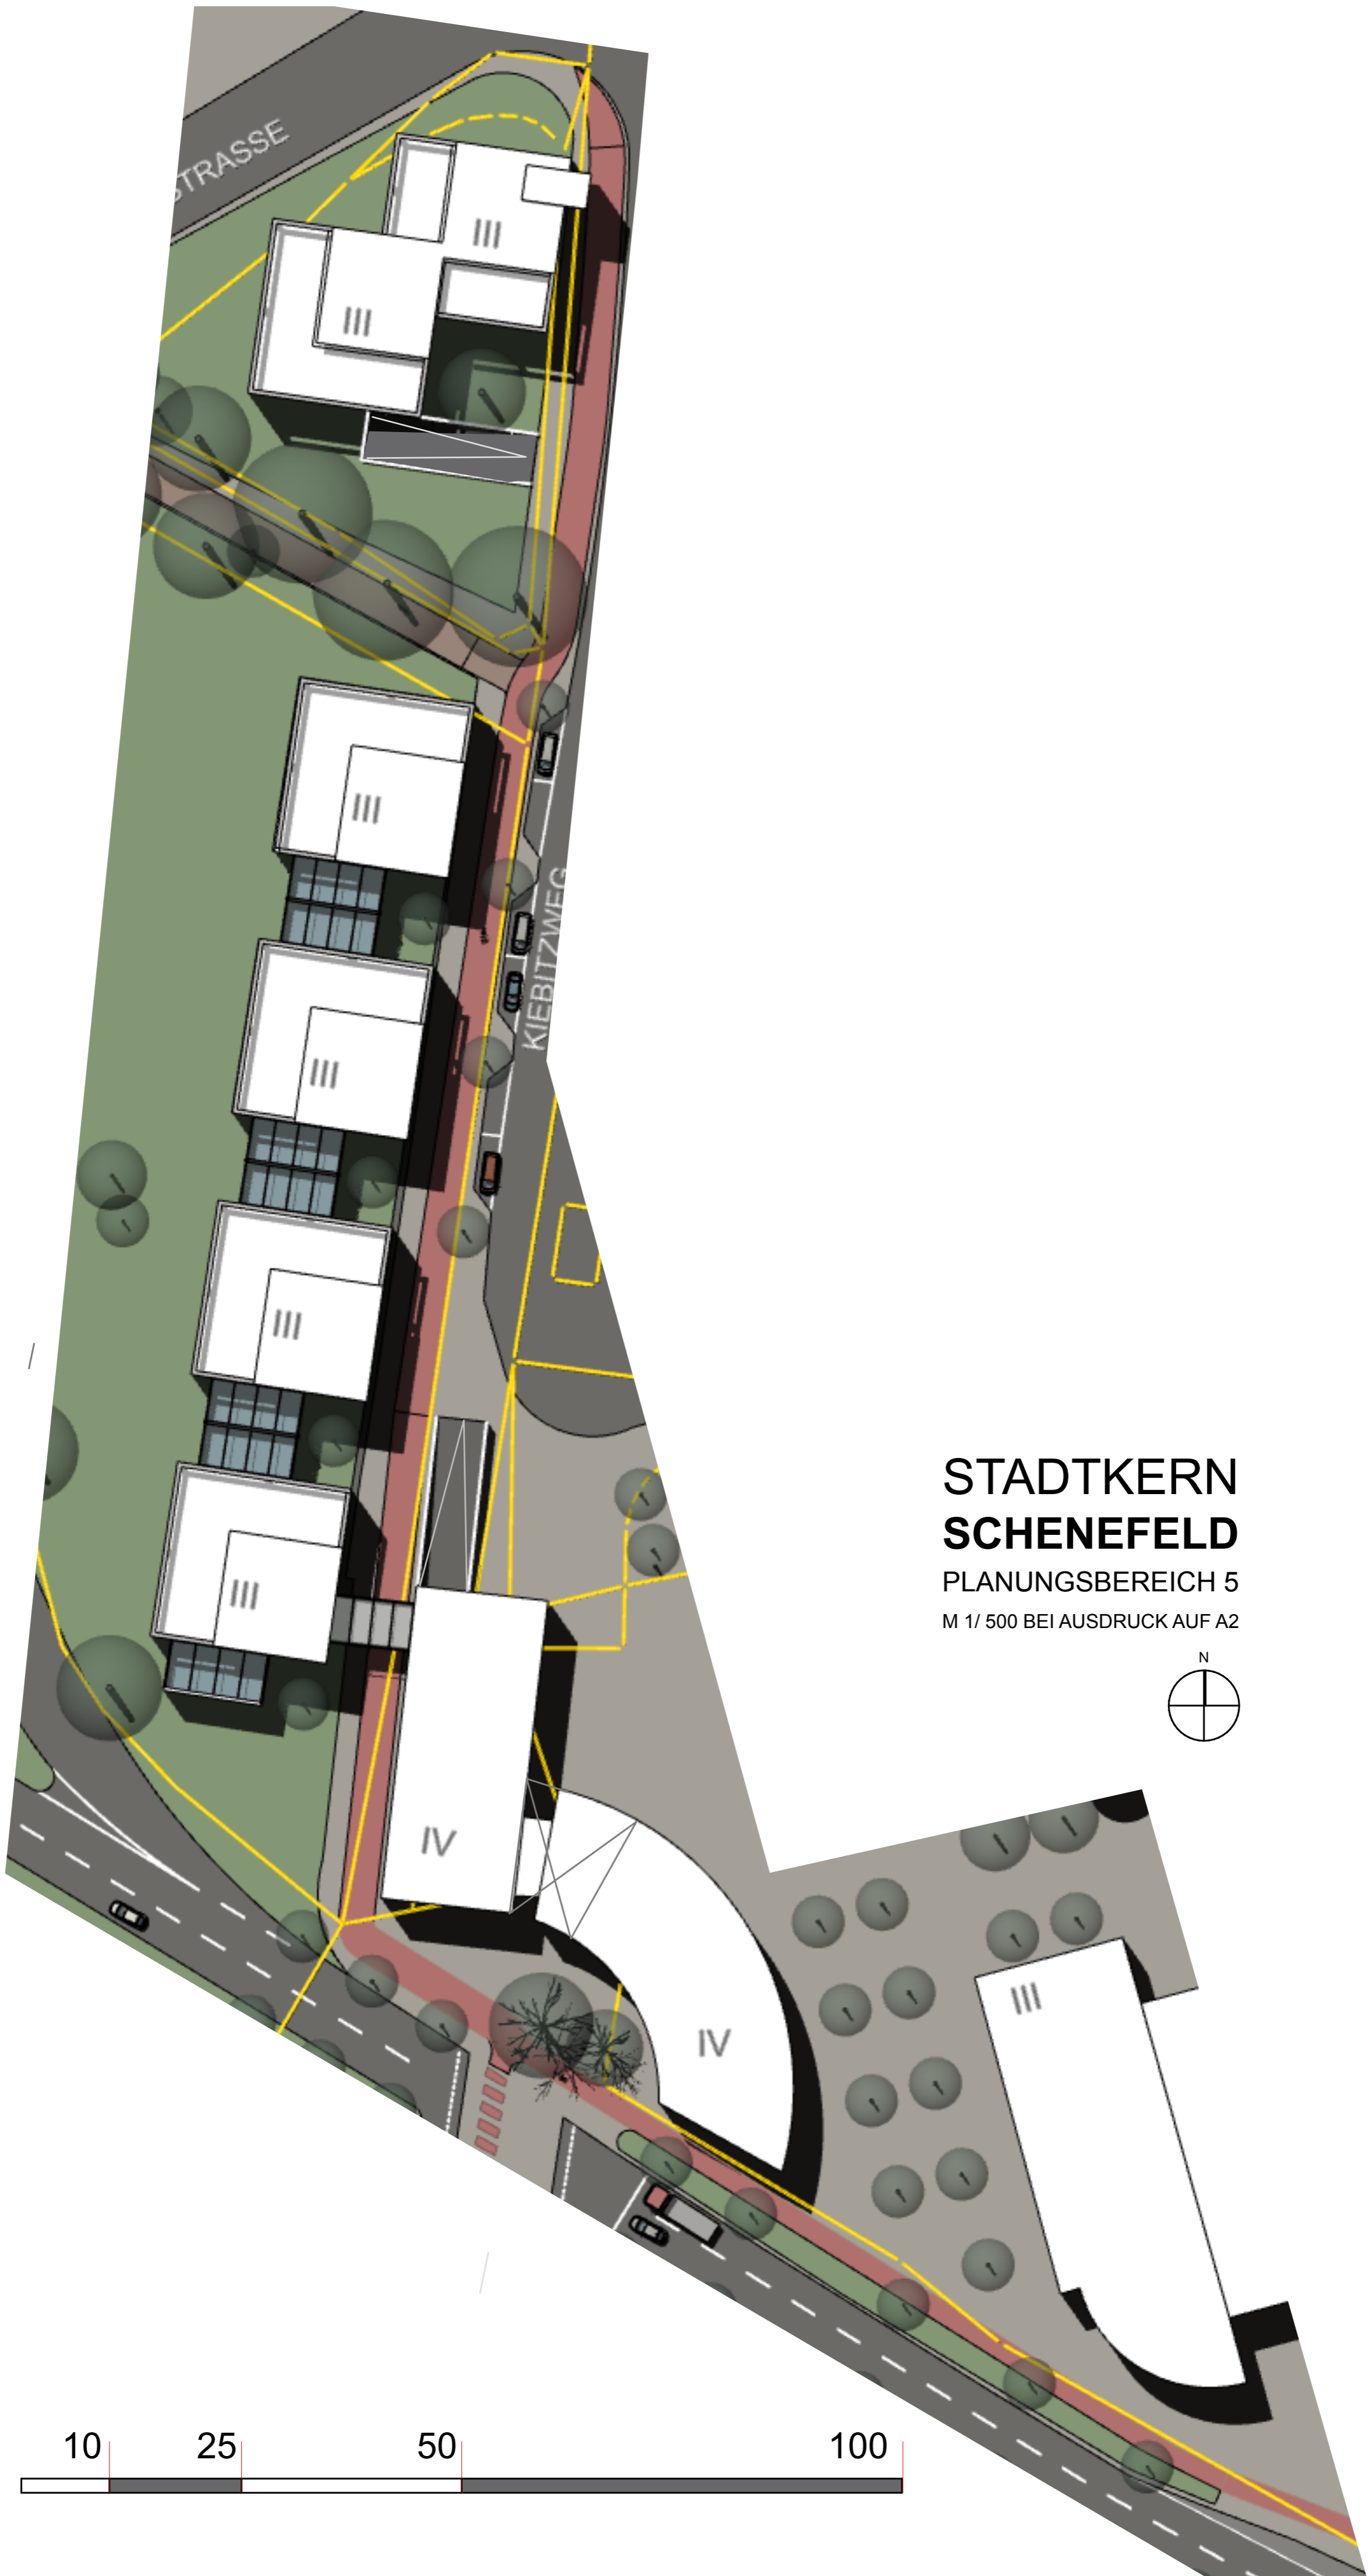 STRASSE
III
III
III
KIEBITZWEG
III
III
III
IV
IV
III
STADTKERN
SCHENEFELD
PLANUNGSBEREICH 5
M 1/ 500 BEI AUSDRUCK AUF A2
N
10 25 50 100